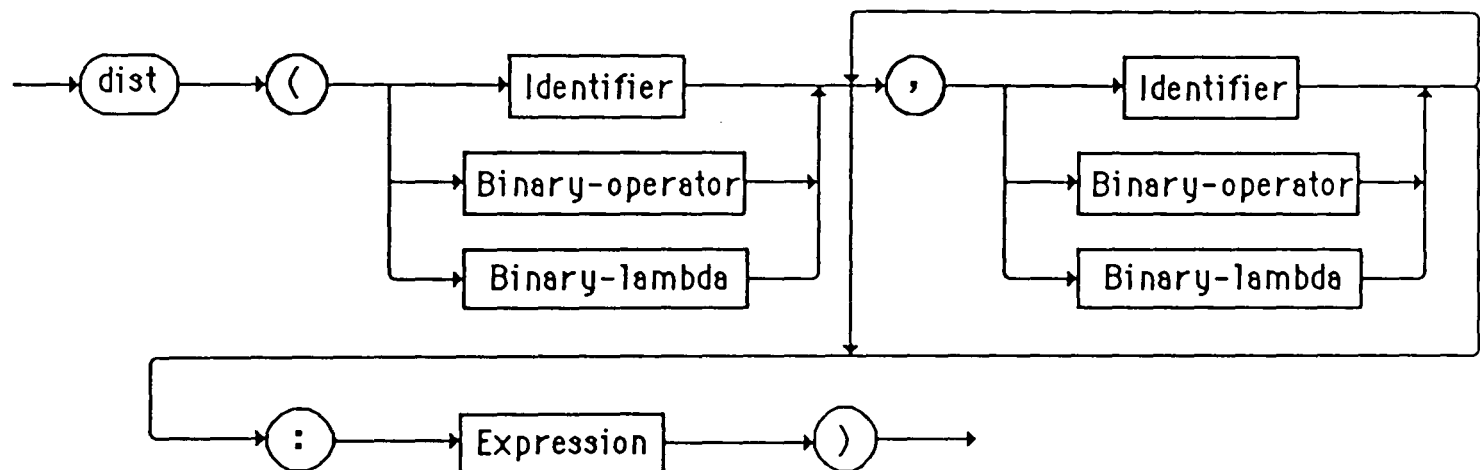 dist ( Identifier , Identifier
Binary-operator Binary-operator
Binary-lambda Binary-lambda
: Expression )